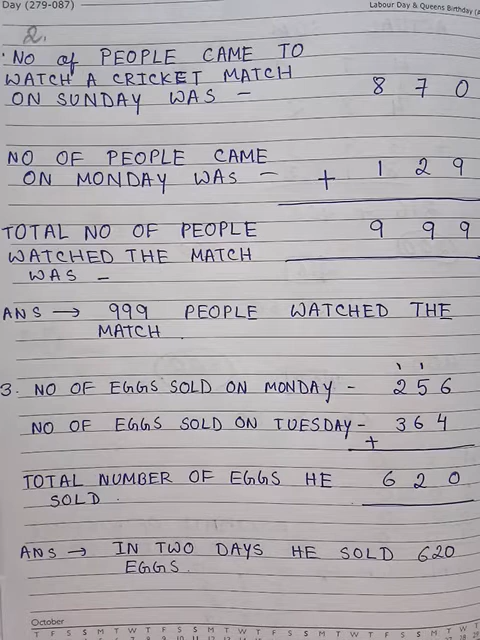 Day (279-087)
Labour Day & Queens Birthday
2.
NO of PEOPLE CAME TO
WATCH A CRICKET MATCH
ON SUNDAY WAS - 8 7 0
NO OF PEOPLE CAME
ON MONDAY WAS - + 1 2 9
TOTAL NO OF PEOPLE 9 9 9
WATCHED THE MATCH
WAS -
ANS → 999 PEOPLE WATCHED THE
MATCH.
3. NO OF EGGS SOLD ON MONDAY - 2 5 6
NO OF EGGS SOLD ON TUESDAY - + 3 6 4
TOTAL NUMBER OF EGGS HE 6 2 0
SOLD.
ANS → IN TWO DAYS HE SOLD 620
EGGS.
October